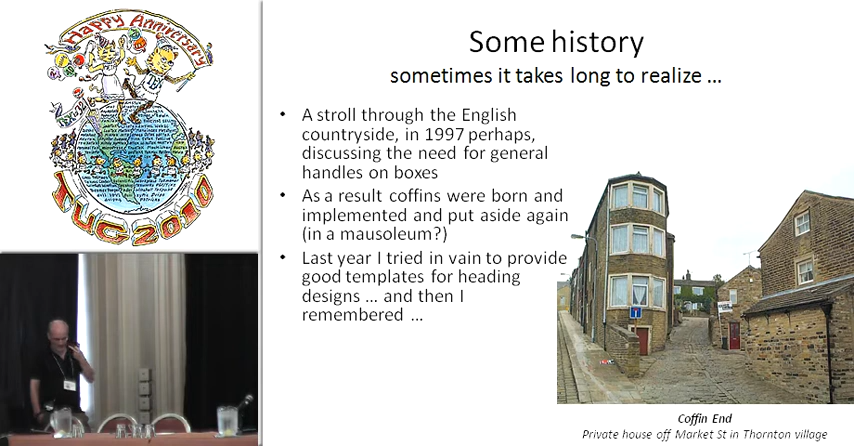 Happy Anniversary
TUG 2010
Some history
sometimes it takes long to realize ...
• A stroll through the English
countryside, in 1997 perhaps,
discussing the need for general
handles on boxes
• As a result coffins were born and
implemented and put aside again
(in a mausoleum?)
• Last year I tried in vain to provide
good templates for heading
designs ... and then I
remembered ...
Coffin End
Private house off Market St in Thornton village